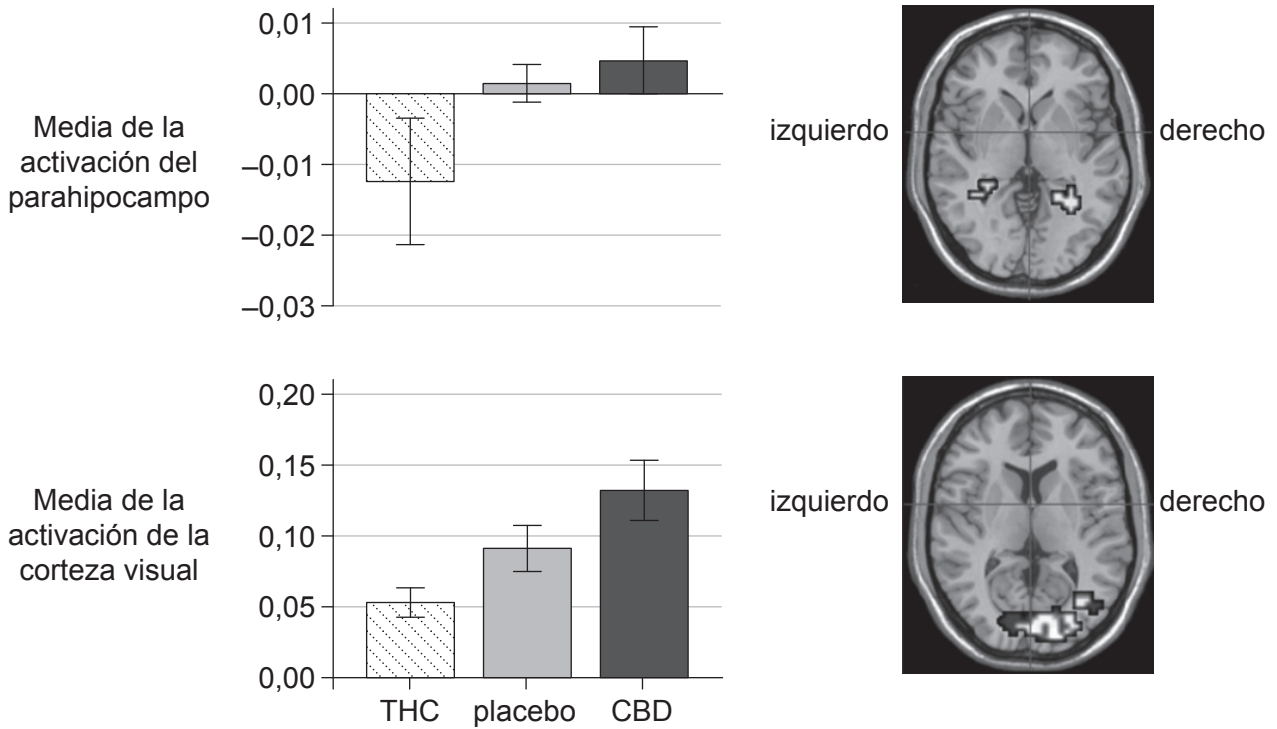 0,01
0,00
–0,01
–0,02
–0,03
Media de la
activación del
parahipocampo
izquierdo
derecho
0,20
0,15
0,10
0,05
0,00
Media de la
activación de la
corteza visual
izquierdo
derecho
THC placebo CBD